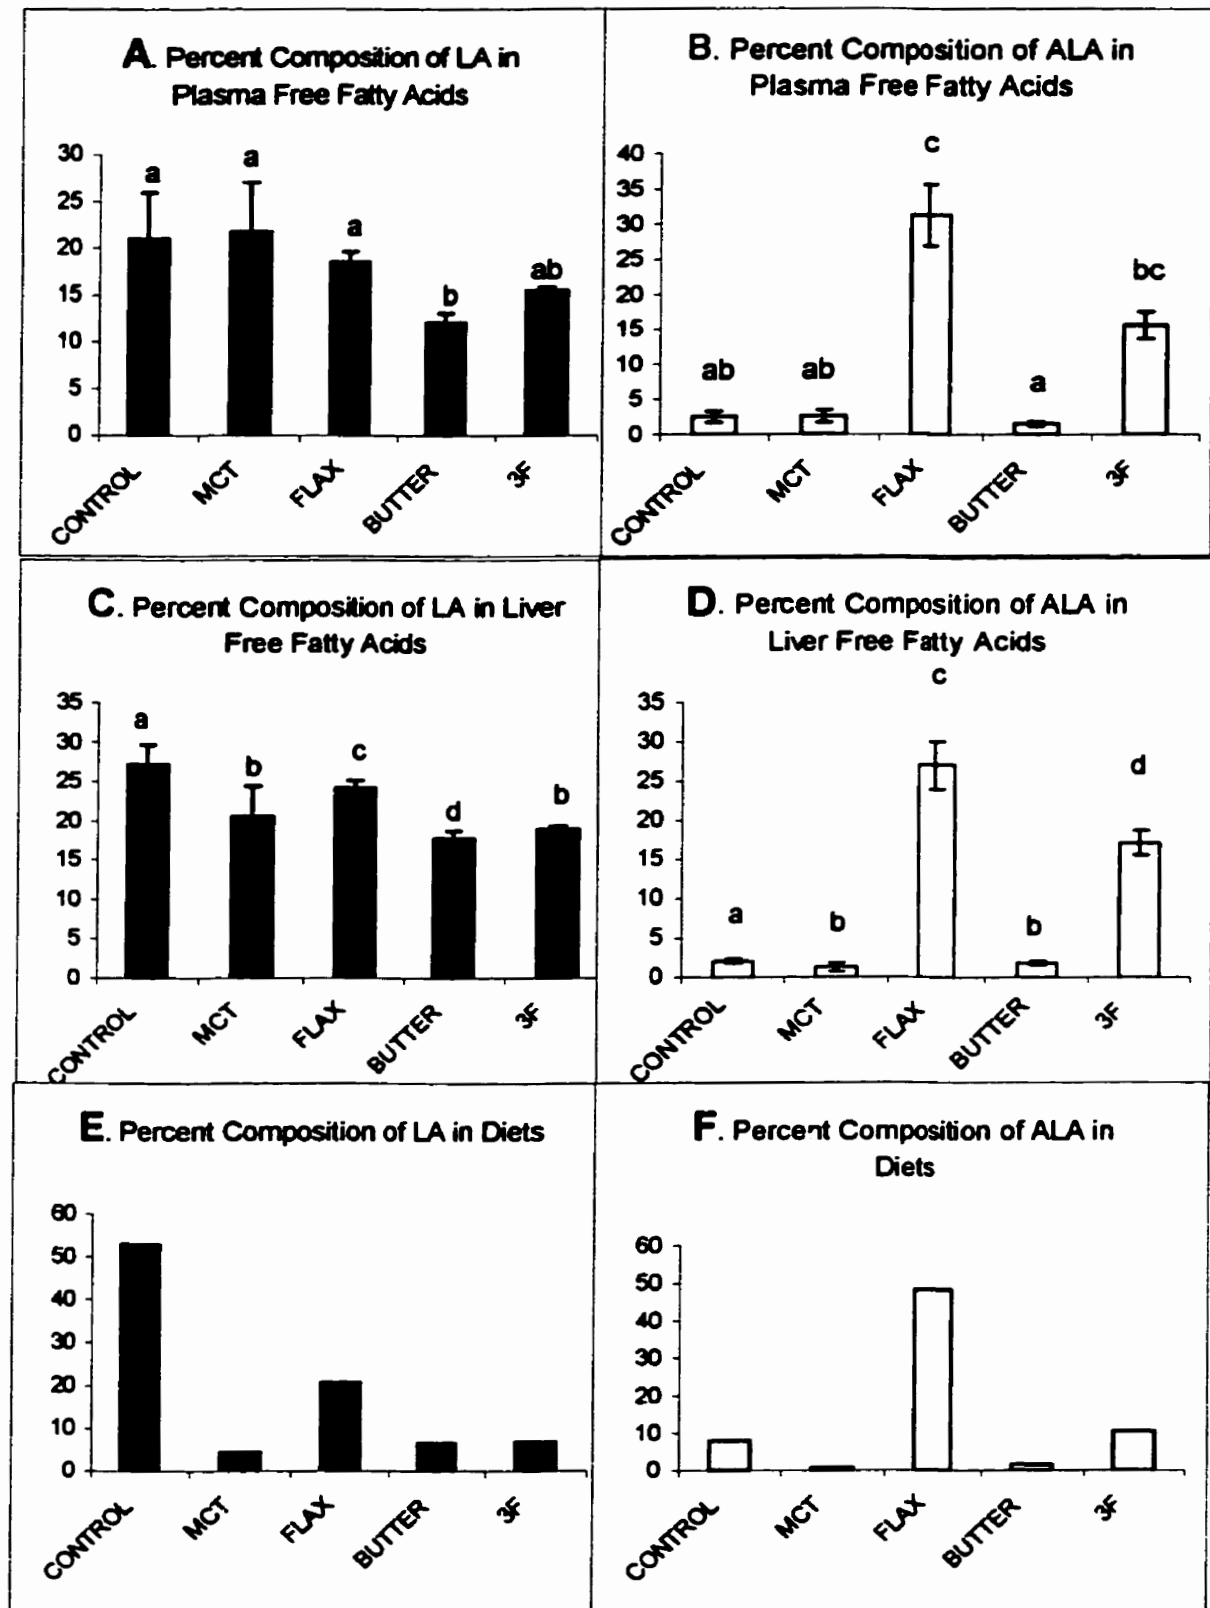 A. Percent Composition of LA in
Plasma Free Fatty Acids
30
25
20
15
10
5
0
a
a
a
b
ab
CONTROL
MCT
FLAX
BUTTER
3F
B. Percent Composition of ALA in
Plasma Free Fatty Acids
40
35
30
25
20
15
10
5
0
ab
ab
c
a
bc
CONTROL
MCT
FLAX
BUTTER
3F
C. Percent Composition of LA in Liver
Free Fatty Acids
35
30
25
20
15
10
5
0
a
b
c
d
b
CONTROL
MCT
FLAX
BUTTER
3F
D. Percent Composition of ALA in
Liver Free Fatty Acids
35
30
25
20
15
10
5
0
a
b
c
b
d
CONTROL
MCT
FLAX
BUTTER
3F
E. Percent Composition of LA in Diets
60
50
40
30
20
10
0
CONTROL
MCT
FLAX
BUTTER
3F
F. Percent Composition of ALA in
Diets
60
50
40
30
20
10
0
CONTROL
MCT
FLAX
BUTTER
3F